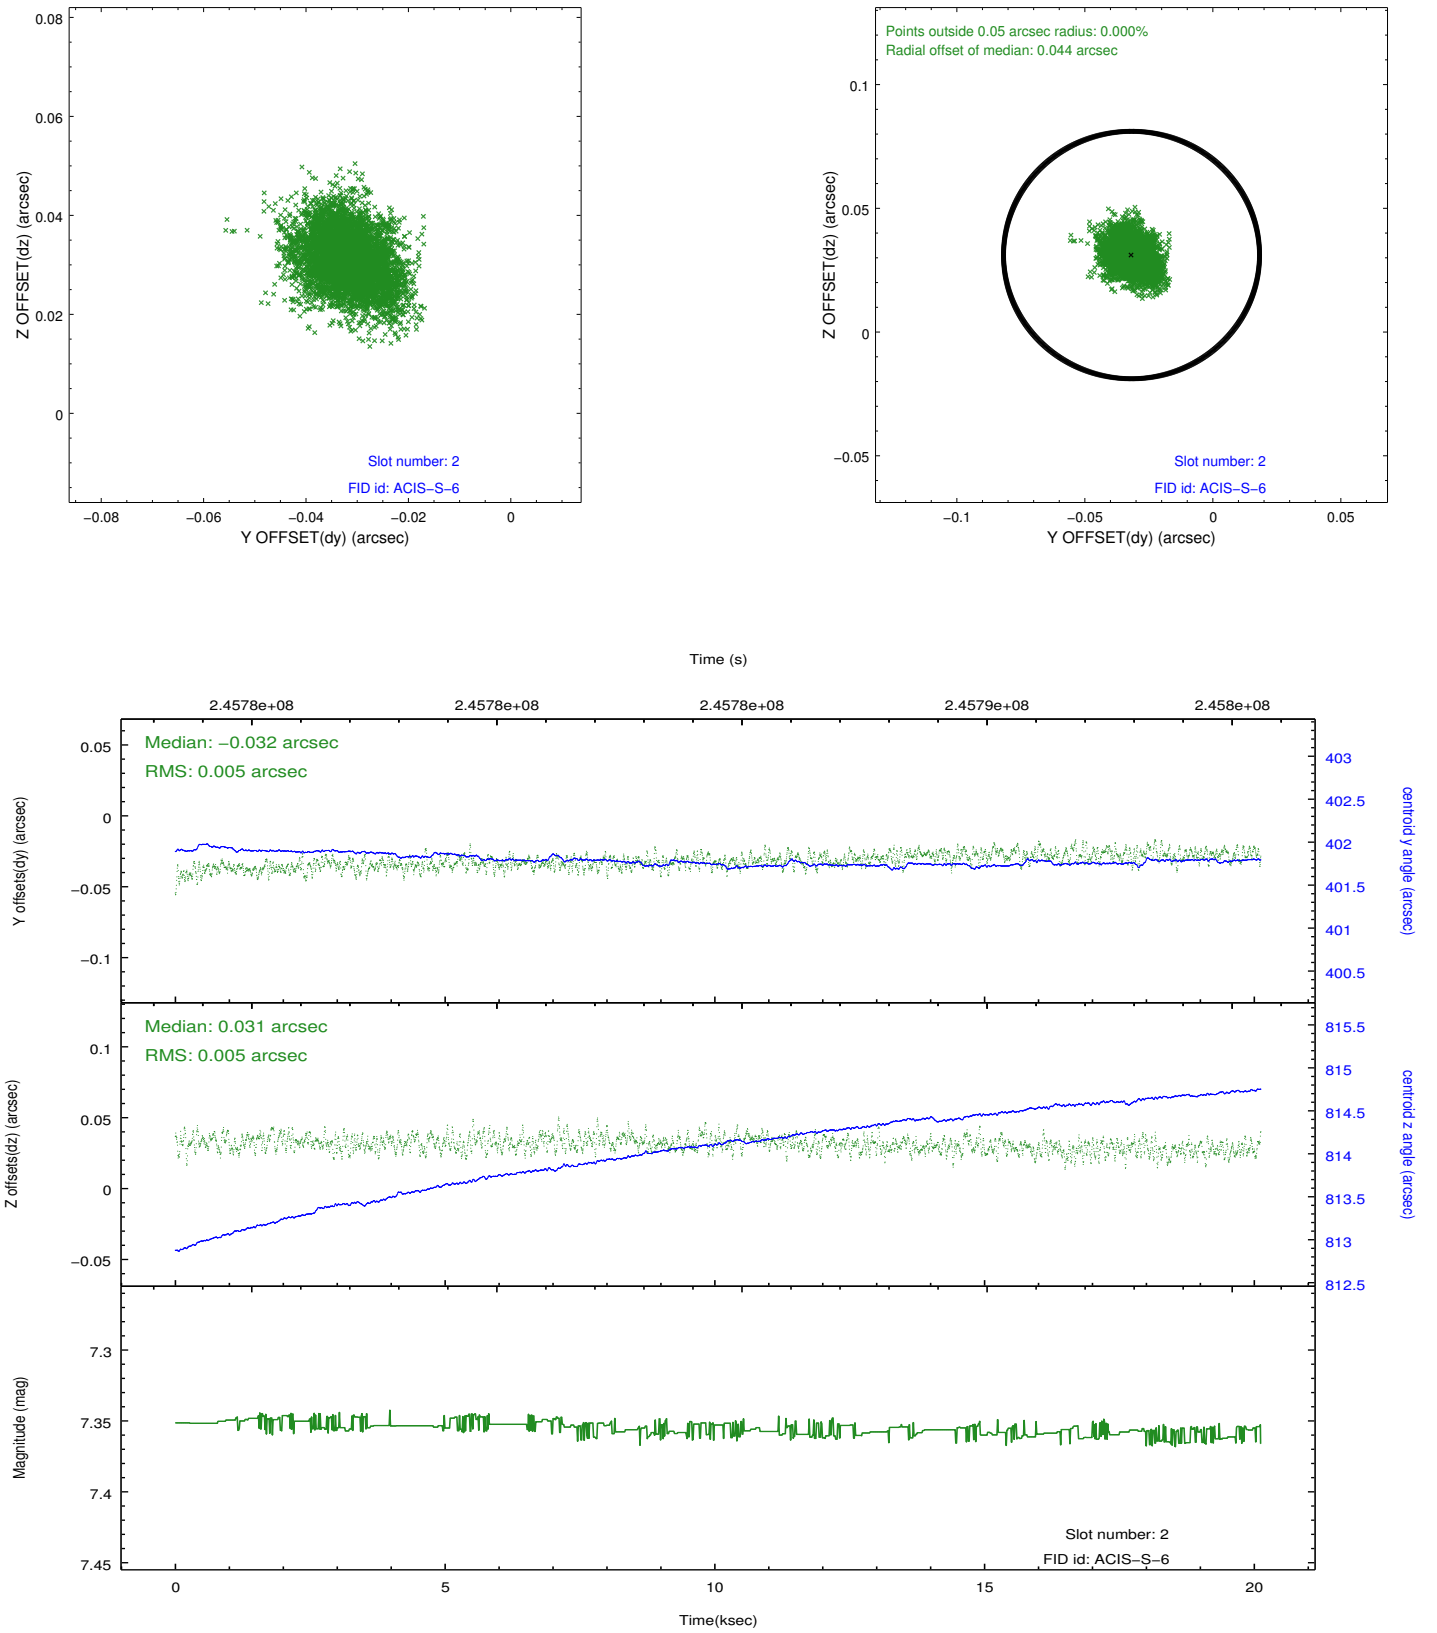 0.08
0.06
0.04
0.02
0
Z OFFSET(dz) (arcsec)
Slot number: 2
FID id: ACIS−S−6
−0.08
−0.06
−0.04
−0.02
0
Y OFFSET(dy) (arcsec)
Points outside 0.05 arcsec radius: 0.000%
Radial offset of median: 0.044 arcsec
0.1
0.05
0
−0.05
Z OFFSET(dz) (arcsec)
Slot number: 2
FID id: ACIS−S−6
−0.1
−0.05
0
0.05
Y OFFSET(dy) (arcsec)
Time (s)
2.4578e+08
2.4578e+08
2.4578e+08
2.4579e+08
2.458e+08
Median: −0.032 arcsec
RMS: 0.005 arcsec
0.05
0
−0.05
−0.1
Y offsets(dy) (arcsec)
403
402.5
402
401.5
401
400.5
centroid y angle (arcsec)
Median: 0.031 arcsec
RMS: 0.005 arcsec
0.1
0.05
0
−0.05
Z offsets(dz) (arcsec)
815.5
815
814.5
814
813.5
813
812.5
centroid z angle (arcsec)
7.3
7.35
7.4
7.45
Magnitude (mag)
Slot number: 2
FID id: ACIS−S−6
0
5
10
15
20
Time(ksec)